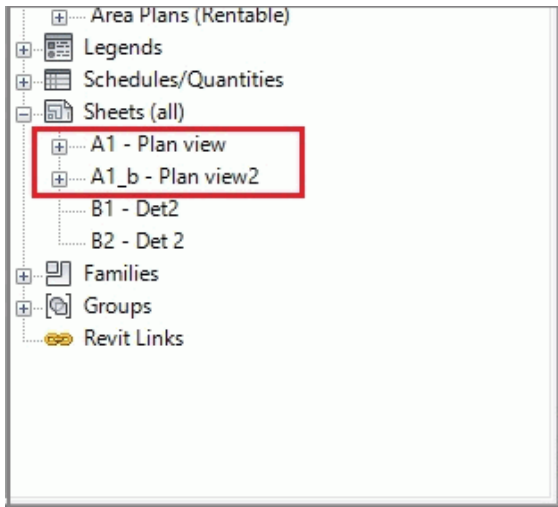 Area Plans (Rentable)
Legends
Schedules/Quantities
Sheets (all)
A1 - Plan view
A1_b - Plan view2
B1 - Det2
B2 - Det 2
Families
Groups
Revit Links